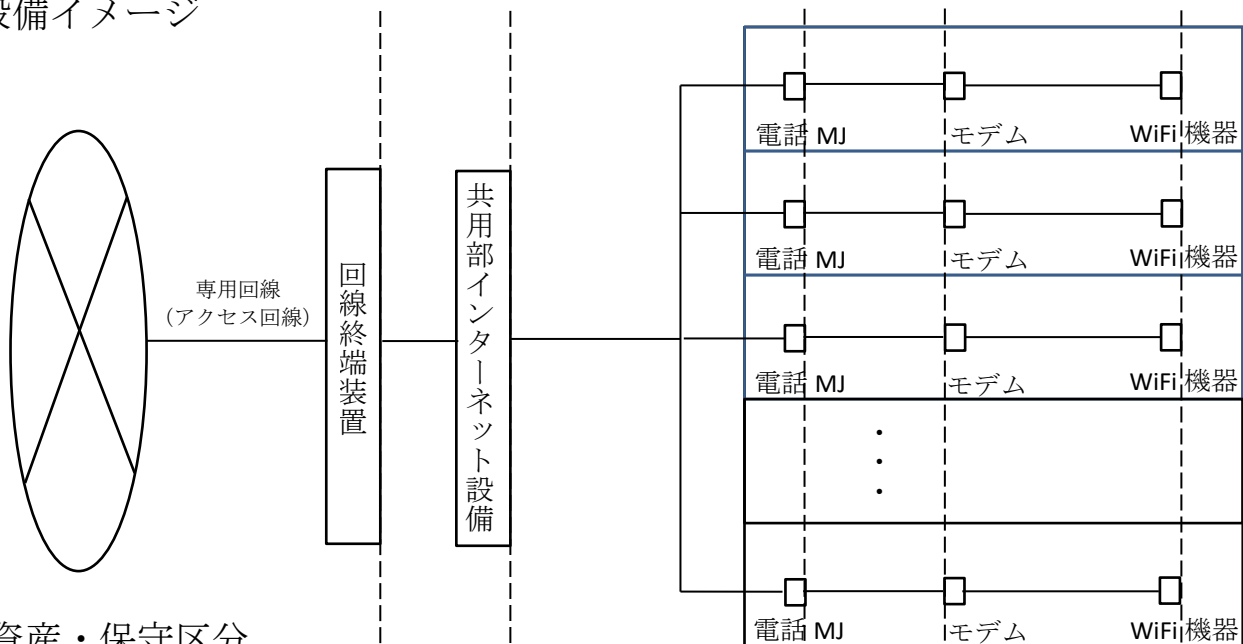 設備イメージ
電話 MJ モデム WiFi 機器
電話 MJ モデム WiFi 機器
専用回線
(アクセス回線)
回線終端装置
共用部インターネット設備
電話 MJ モデム WiFi 機器
・
・
・
電話 MJ モデム WiFi 機器
資産・保守区分